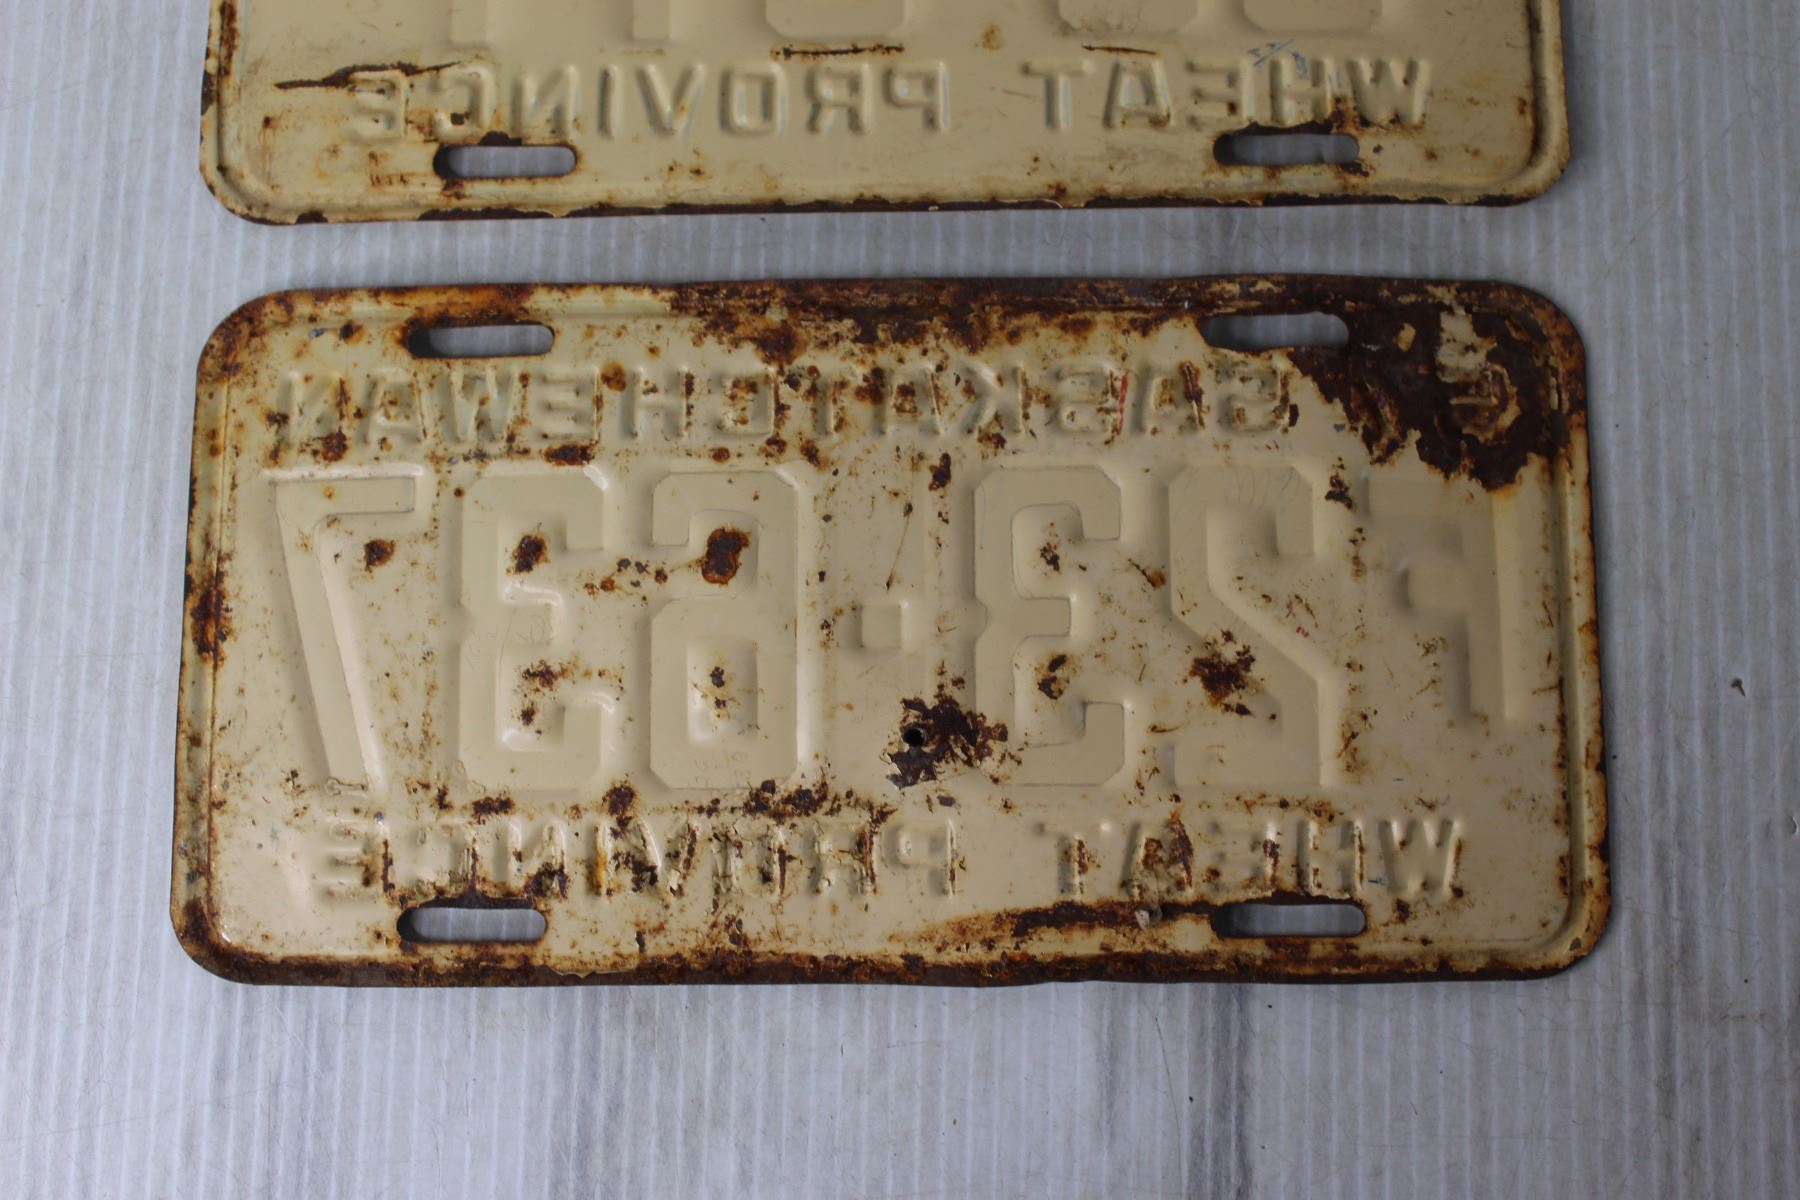 WHEAT PROVINCE
SASKATCHEWAN
F23·637
WHEAT PROVINCE